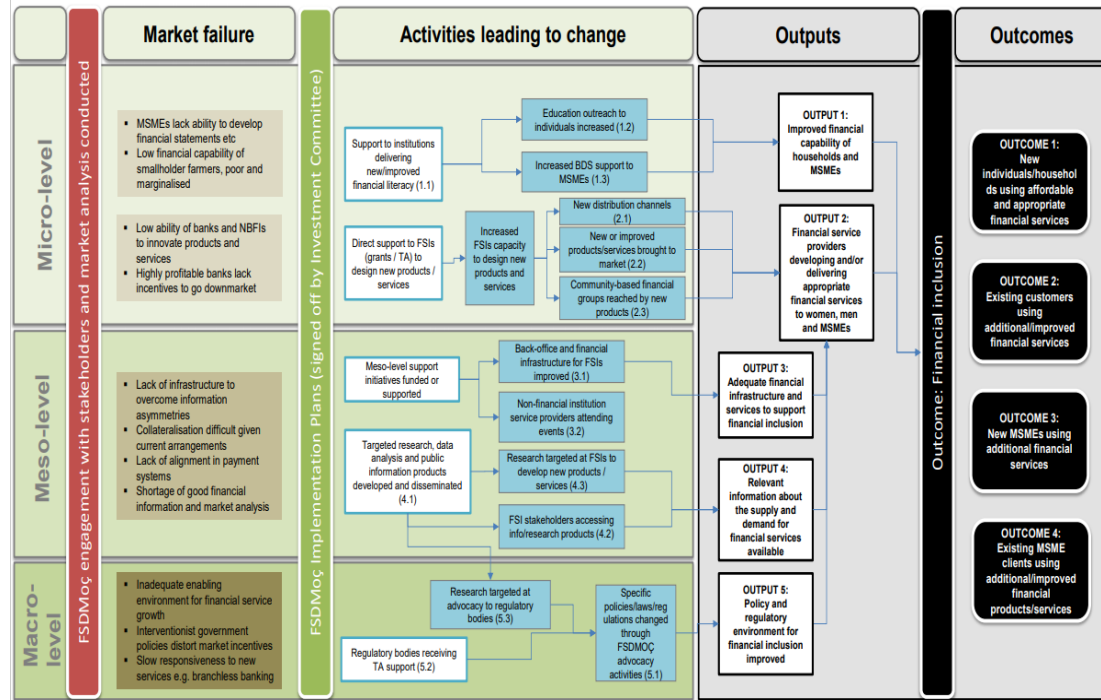 Market failure
Activities leading to change
Outputs
Outcomes
FSDMoç engagement with stakeholders and market analysis conducted
FSDMoç Implementation Plans (signed off by Investment Committee)
Outcome: Financial inclusion
Micro-level
▪ MSMEs lack ability to develop
financial statements etc
▪ Low financial capability of
smallholder farmers, poor and
marginalised
▪ Low ability of banks and NBFIs
to innovate products and
services
▪ Highly profitable banks lack
incentives to go downmarket
Support to institutions
delivering
new/improved
financial literacy (1.1)
Education outreach to
individuals increased (1.2)
Increased BDS support to
MSMEs (1.3)
Direct support to FSIs
(grants / TA) to
design new products /
services
Increased
FSIs capacity
to design new
products and
services
New distribution channels
(2.1)
New or improved
products/services brought to
market (2.2)
Community-based financial
groups reached by new
products (2.3)
OUTPUT 1:
Improved financial
capability of
households and
MSMEs
OUTPUT 2:
Financial service
providers
developing and/or
delivering
appropriate
financial services
to women, men
and MSMEs
Meso-level
▪ Lack of infrastructure to
overcome information
asymmetries
▪ Collateralisation difficult given
current arrangements
▪ Lack of alignment in payment
systems
▪ Shortage of good financial
information and market analysis
Meso-level support
initiatives funded or
supported
Back-office and financial
infrastructure for FSIs
improved (3.1)
Non-financial institution
service providers attending
events (3.2)
Targeted research, data
analysis and public
information products
developed and disseminated
(4.1)
Research targeted at FSIs to
develop new products /
services (4.3)
FSI stakeholders accessing
info/research products (4.2)
OUTPUT 3:
Adequate financial
infrastructure and
services to support
financial inclusion
OUTPUT 4:
Relevant
information about
the supply and
demand for
financial services
available
Macro-
level
▪ Inadequate enabling
environment for financial service
growth
▪ Interventionist government
policies distort market incentives
▪ Slow responsiveness to new
services e.g. branchless banking
Research targeted at
advocacy to regulatory
bodies (5.3)
Regulatory bodies receiving
TA support (5.2)
Specific
policies/laws/reg
ulations changed
through
FSDMOÇ
advocacy
activities (5.1)
OUTPUT 5:
Policy and
regulatory
environment for
financial inclusion
improved
OUTCOME 1:
New
individuals/househol
ds using affordable
and appropriate
financial services
OUTCOME 2:
Existing customers
using
additional/improved
financial services
OUTCOME 3:
New MSMEs using
additional financial
services
OUTCOME 4:
Existing MSME
clients using
additional/improved
financial
products/services